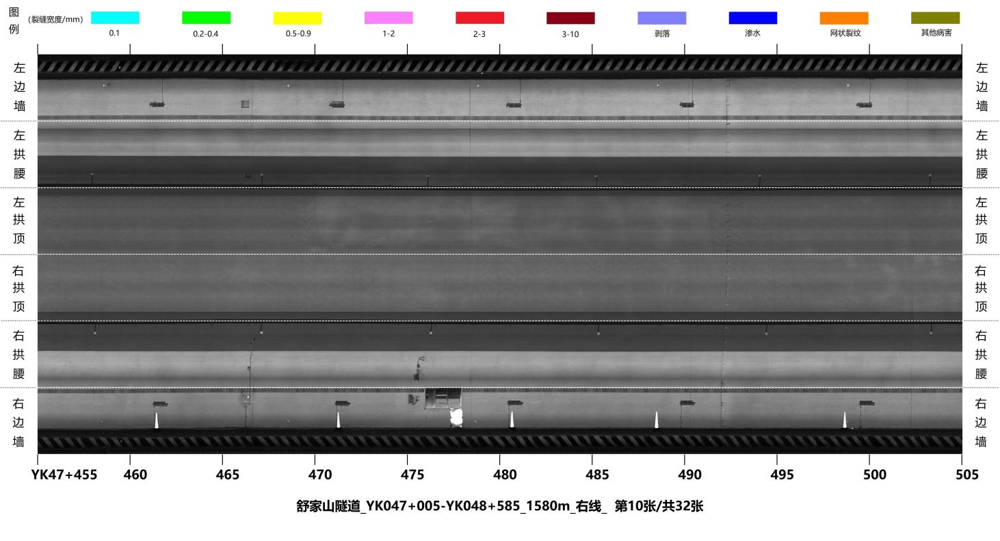 图例
(裂缝宽度/mm)
0.1
0.2-0.4
0.5-0.9
1-2
2-3
3-10
剥落
渗水
网状裂纹
其他病害
左边墙
左边墙
左拱腰
左拱腰
左拱顶
左拱顶
右拱顶
右拱顶
右拱腰
右拱腰
右边墙
右边墙
YK47+455 460 465 470 475 480 485 490 495 500 505
舒家山隧道_YK047+005-YK048+585_1580m_右线_ 第10张/共32张